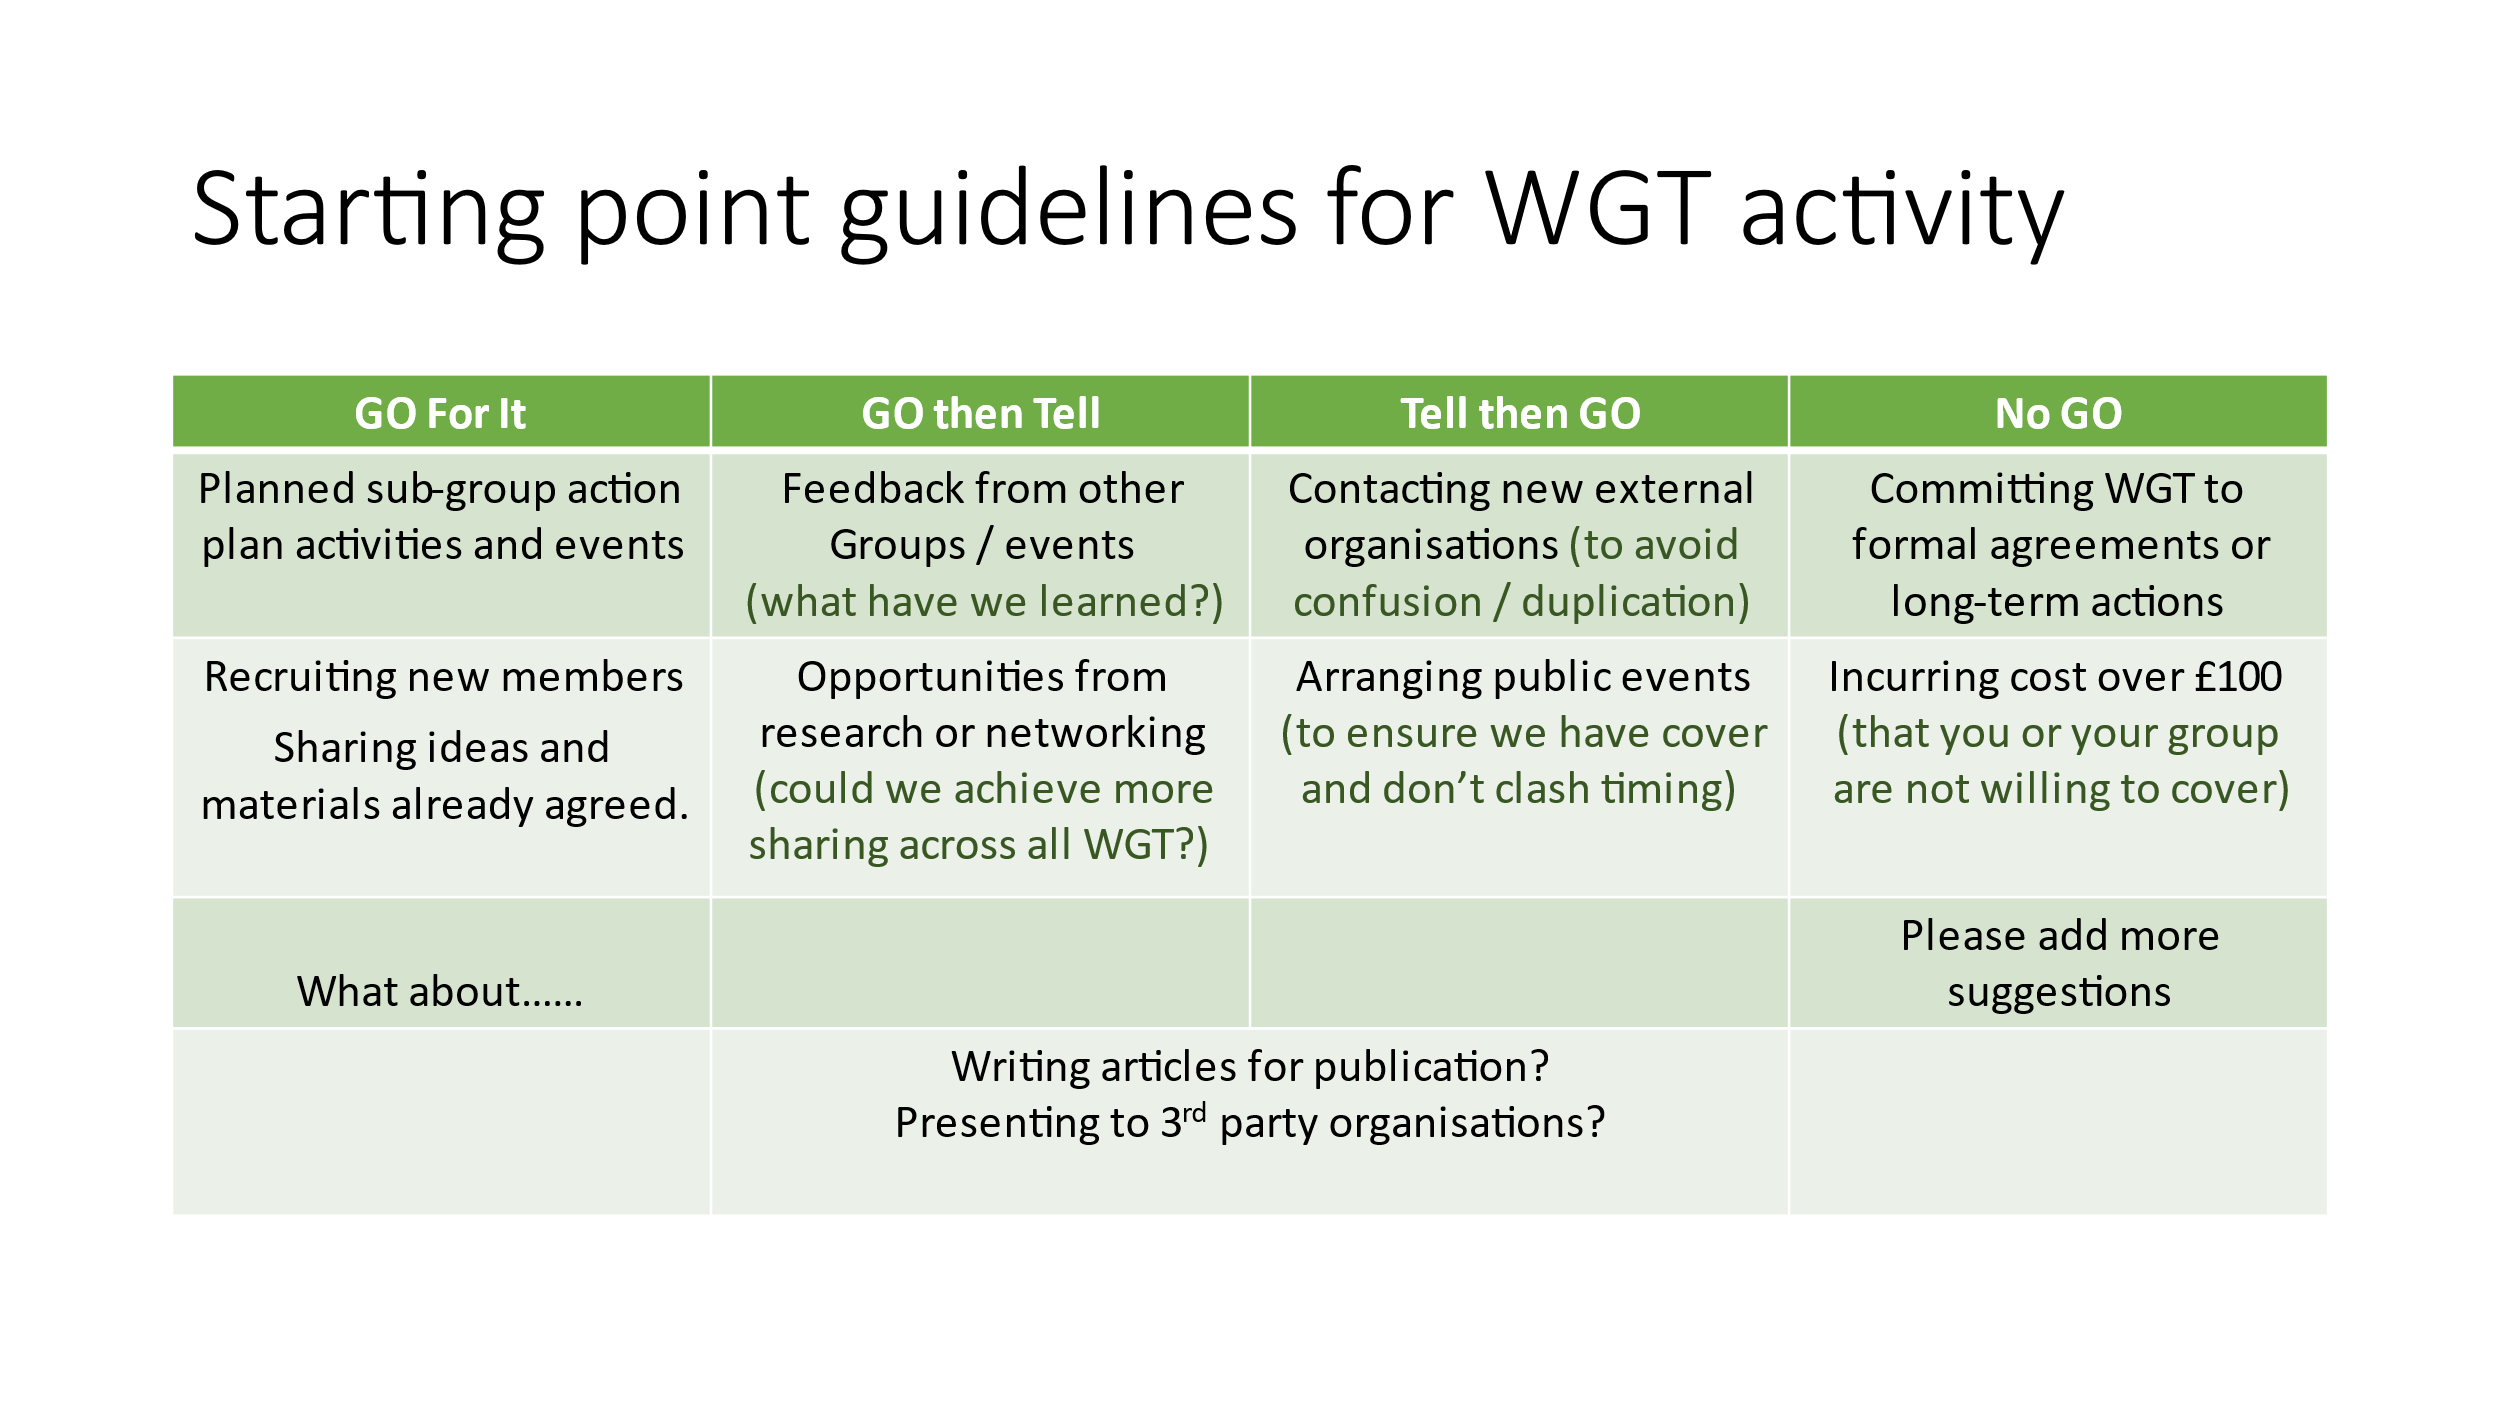 Starting point guidelines for WGT activity
GO For It
GO then Tell
Tell then GO
No GO
Planned sub-group action
plan activities and events
Feedback from other
Groups / events
(what have we learned?)
Contacting new external
organisations (to avoid
confusion / duplication)
Committing WGT to
formal agreements or
long-term actions
Recruiting new members
Sharing ideas and
materials already agreed.
Opportunities from
research or networking
(could we achieve more
sharing across all WGT?)
Arranging public events
(to ensure we have cover
and don’t clash timing)
Incurring cost over £100
(that you or your group
are not willing to cover)
What about......
Please add more
suggestions
Writing articles for publication?
Presenting to 3rd party organisations?